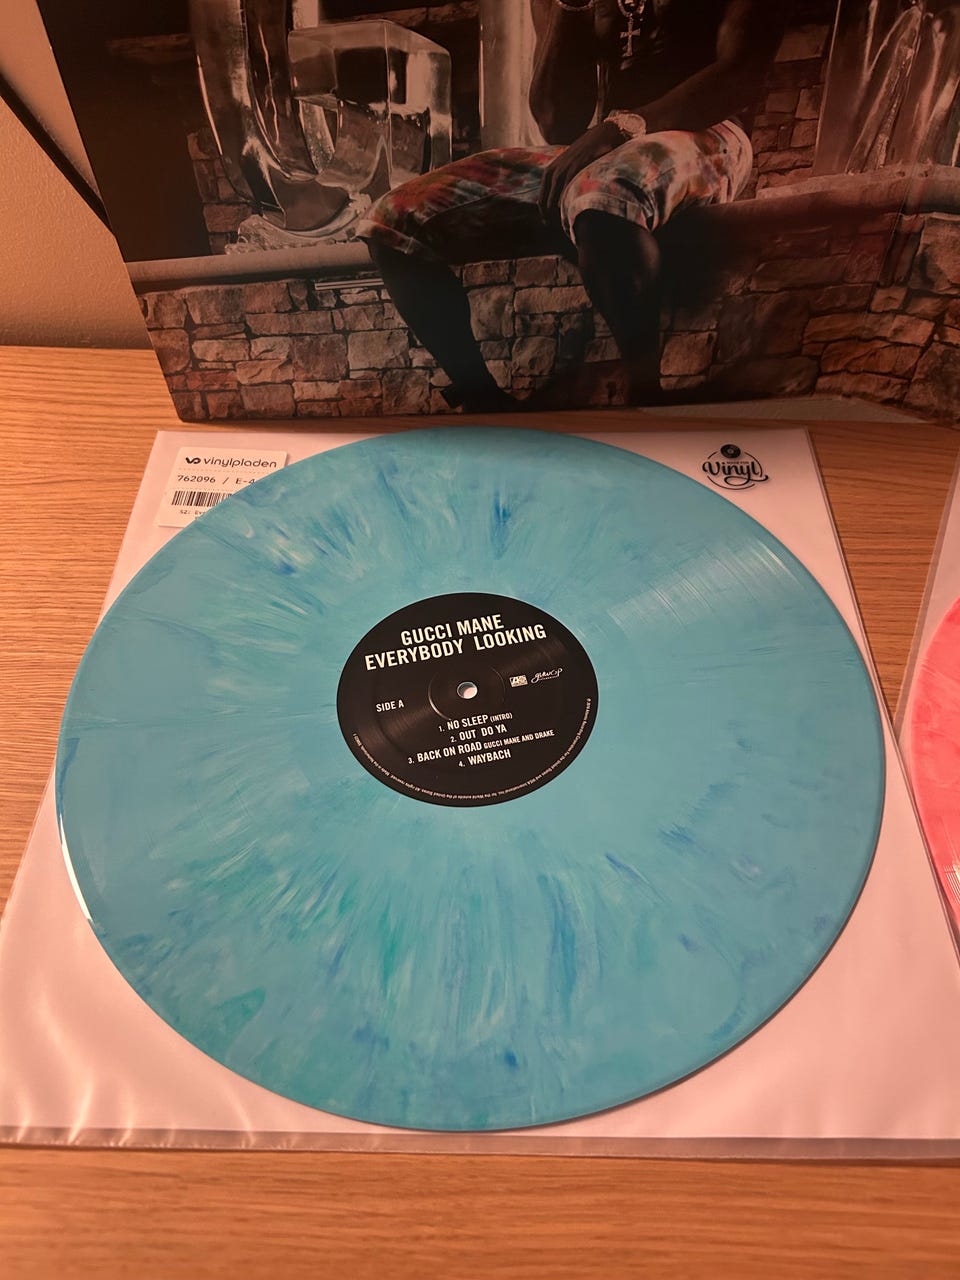 vinylpladen
762096 / E-4
Vinyl
GUCCI MANE
EVERYBODY LOOKING
SIDE A
1. NO SLEEP (INTRO)
2. OUT DO YA
3. BACK ON ROAD GUCCI MANE AND DRAKE
4. WAYBACH